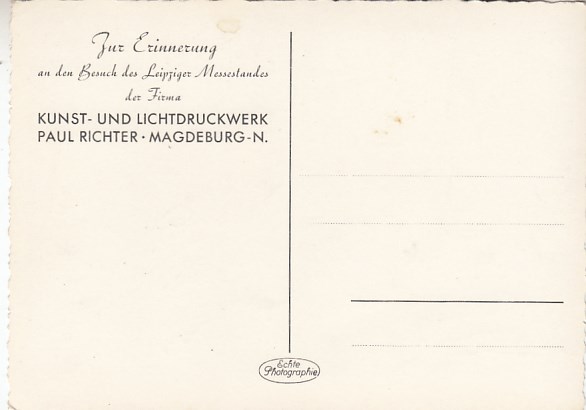 Zur Erinnerung
an den Besuch des Leipziger Messestandes
der Firma
KUNST- UND LICHTDRUCKWERK
PAUL RICHTER · MAGDEBURG-N.
Echte
Photographie